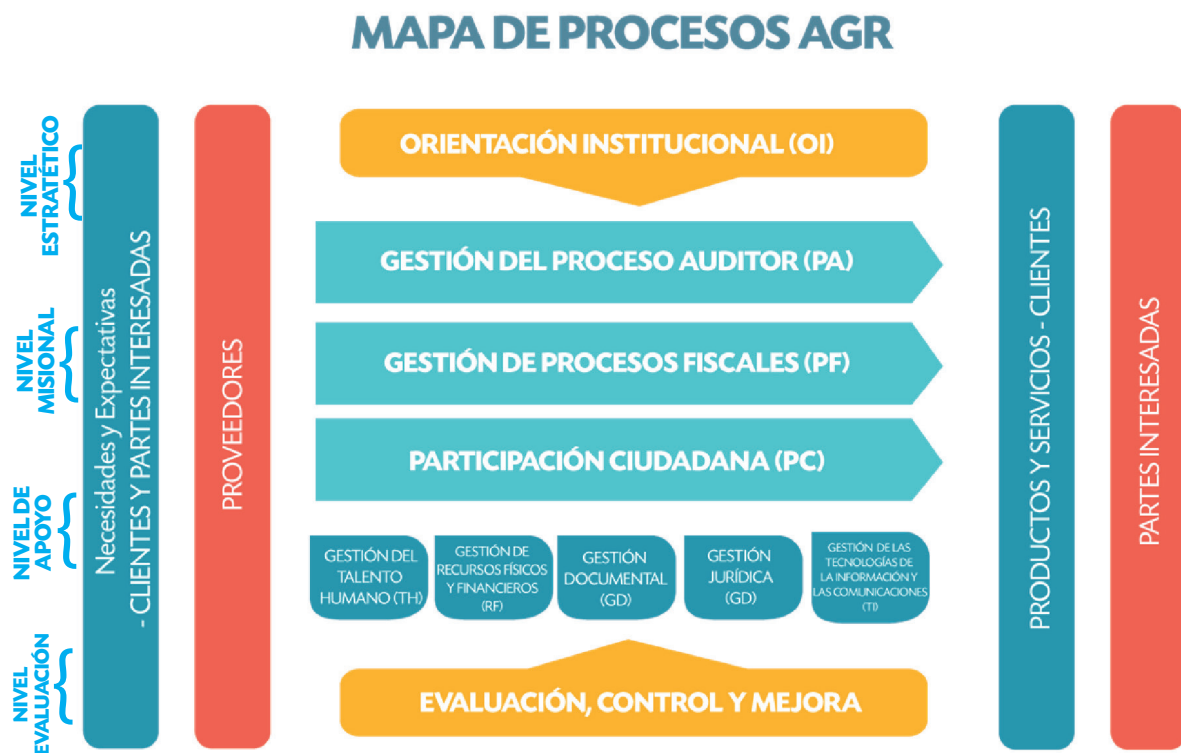 MAPA DE PROCESOS AGR
NIVEL
ESTRATÉTICO
NIVEL
MISIONAL
NIVEL DE
APOYO
NIVEL
EVALUACIÓN
Necesidades y Expectativas
- CLIENTES Y PARTES INTERESADAS
PROVEEDORES
ORIENTACIÓN INSTITUCIONAL (OI)
GESTIÓN DEL PROCESO AUDITOR (PA)
GESTIÓN DE PROCESOS FISCALES (PF)
PARTICIPACIÓN CIUDADANA (PC)
GESTIÓN DEL
TALENTO
HUMANO (TH)
GESTIÓN DE
RECURSOS FÍSICOS
Y FINANCIEROS
(RF)
GESTIÓN
DOCUMENTAL
(GD)
GESTIÓN
JURÍDICA
(GD)
GESTIÓN DE LAS
TECNOLOGÍAS DE
LA INFORMACIÓN Y
LAS COMUNICACIONES
(TI)
EVALUACIÓN, CONTROL Y MEJORA
PRODUCTOS Y SERVICIOS - CLIENTES
PARTES INTERESADAS